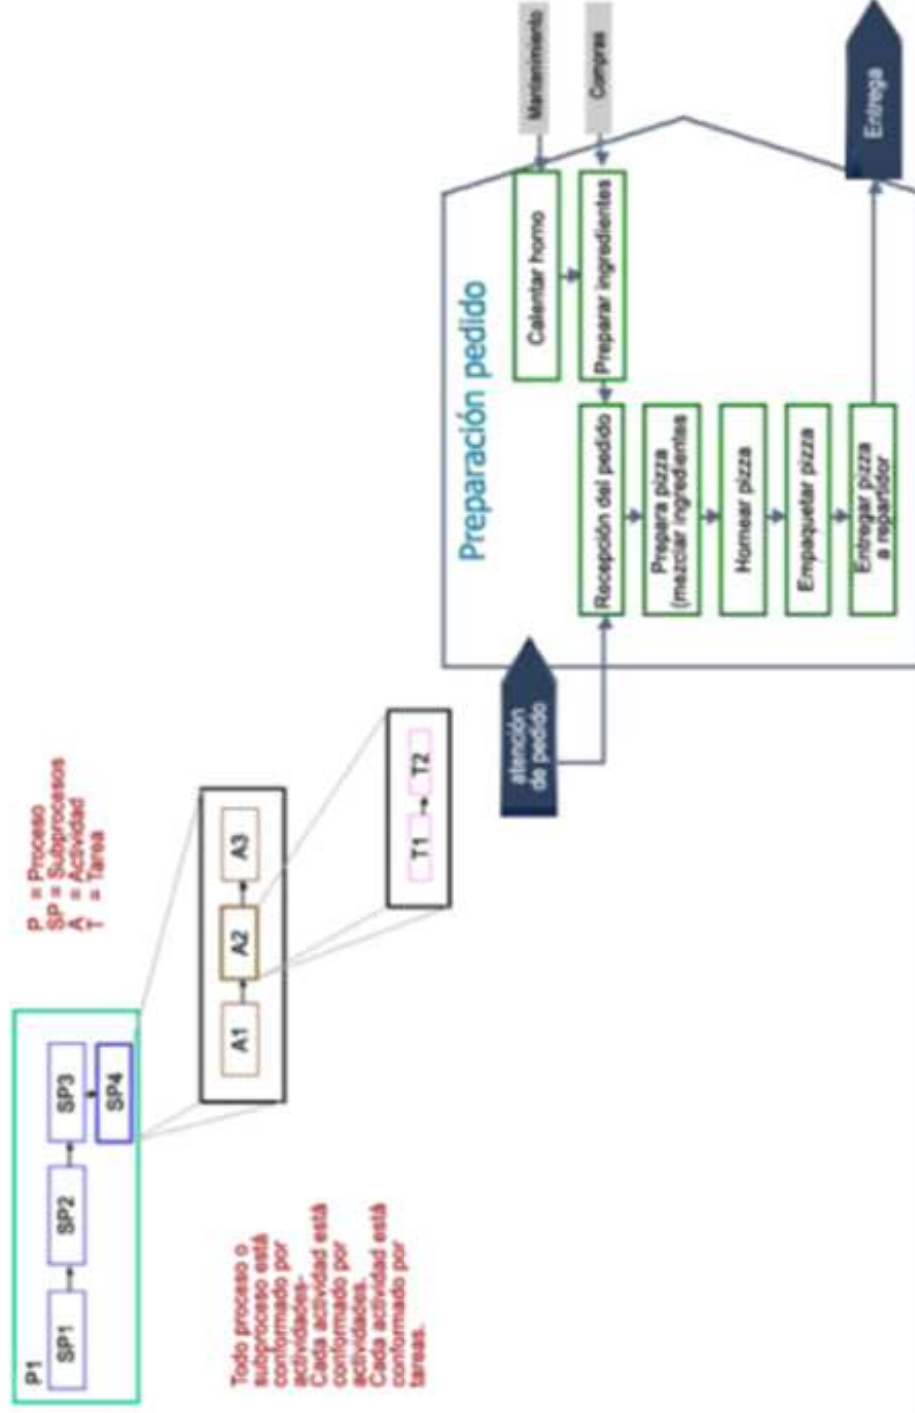 P1
SP1
SP2
SP3
SP4
P = Proceso
SP = Subprocesos
A = Actividad
T = Tarea
A1
A2
A3
T1
T2
Todo proceso o
subproceso está
conformado por
actividades-
Cada actividad está
conformado por
actividades.
Cada actividad está
conformado por
tareas.
atención
de pedido
Preparación pedido
Calentar horno
Mantenimiento
Preparar ingredientes
Compras
Recepción del pedido
Prepara pizza
(mezclar ingredientes
Hornear pizza
Empaquetar pizza
Entregar pizza
a repartidor
Entrega